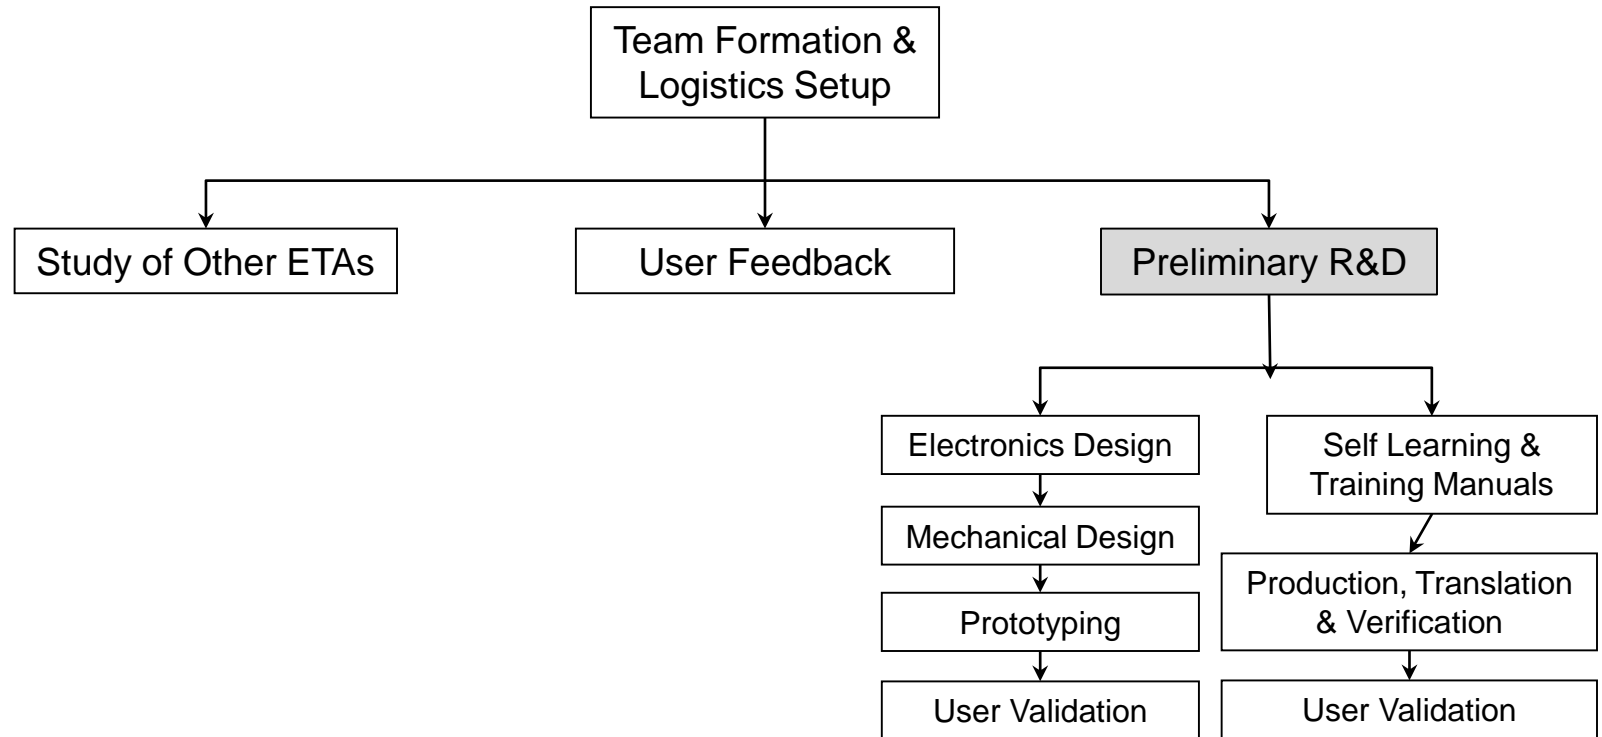 Team Formation &
Logistics Setup
Study of Other ETAs
User Feedback
Preliminary R&D
Electronics Design
Mechanical Design
Prototyping
User Validation
Self Learning &
Training Manuals
Production, Translation
& Verification
User Validation